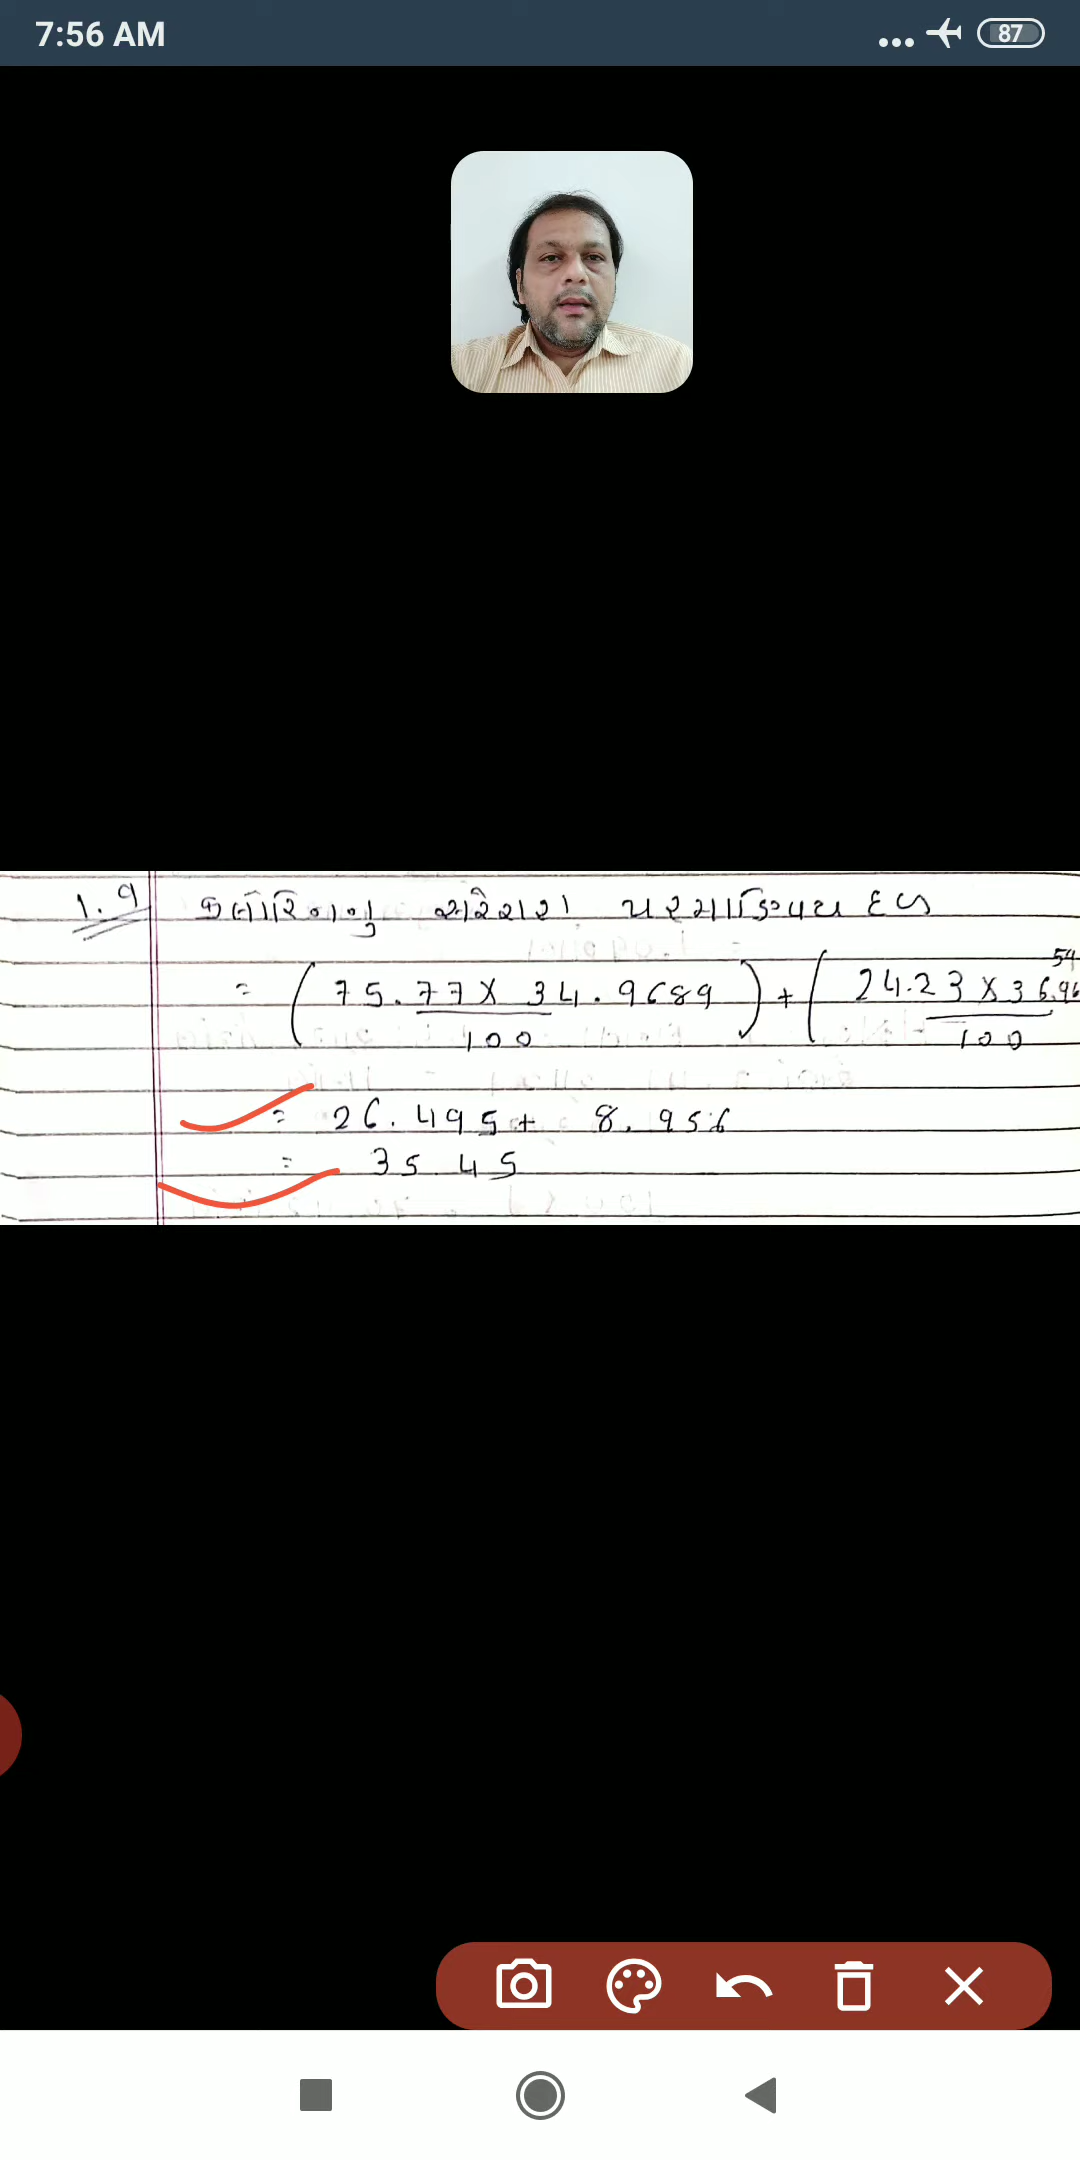 7:56 AM
87
1.9 ક્લોરિનનું સરેરાશ પરમાણ્વિય દળ
= ( 75.77 x 34.9689 ) + ( 24.23 x 36.96 59
100 100
= 26.495 + 8.956
= 35.45